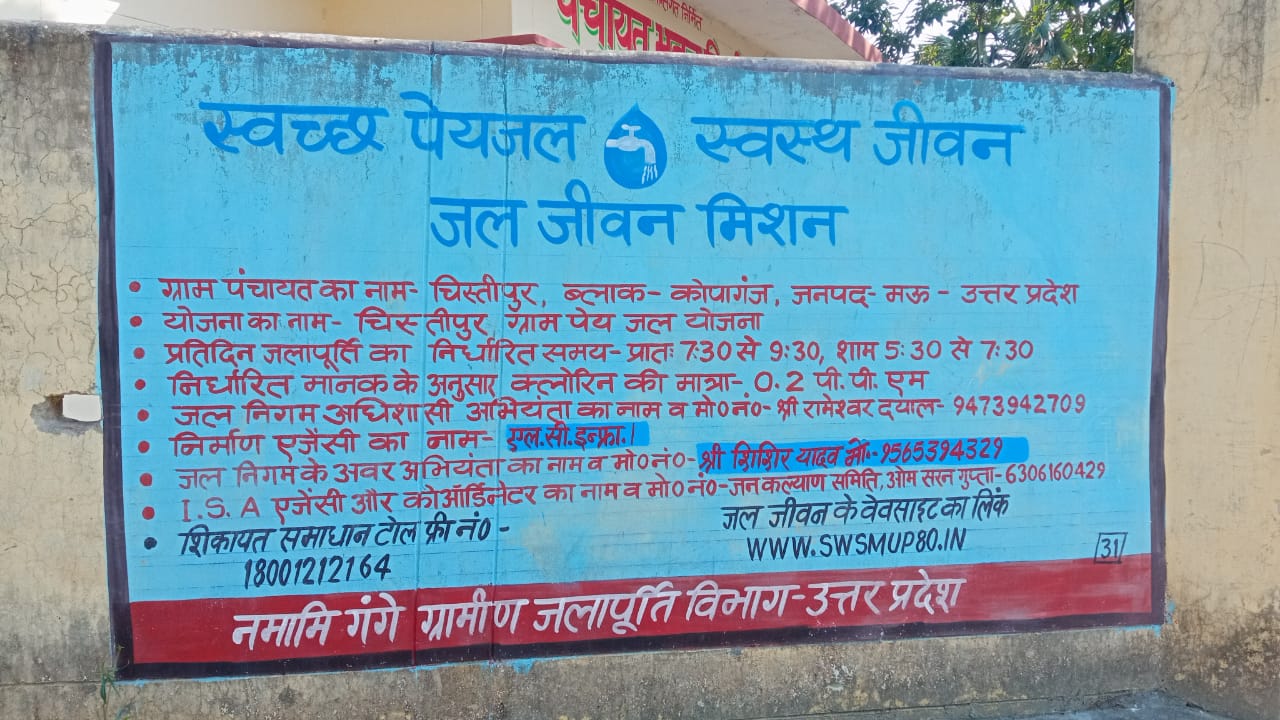 पंचायत भवन
स्वच्छ पेयजल स्वस्थ जीवन
जल जीवन मिशन
• ग्राम पंचायत का नाम- चिस्तीपुर, ब्लाक- कोपागंज, जनपद- मऊ - उत्तर प्रदेश
• योजना का नाम- चिस्तीपुर ग्राम पेय जल योजना
• प्रतिदिन जलापूर्ति का निर्धारित समय- प्रातः 7:30 से 9:30, शाम 5:30 से 7:30
• निर्धारित मानक के अनुसार क्लोरिन की मात्रा- 0.2 पी. पी. एम
• जल निगम अधिशासी अभियंता का नाम व मो0नं0- श्री रामेश्वर दयाल- 9473942709
• निर्माण एजेंसी का नाम- एल.सी.इन्फ्रा.।
• जल निगम के अवर अभियंता का नाम व मो0नं0- श्री शिशिर यादव मो.- 9565394329
• I.S.A एजेंसी और कोऑर्डिनेटर का नाम व मो0नं0- जन कल्याण समिति, ओम सरन गुप्ता- 6306160429
• शिकायत समाधान टोल फ्री नं0 -
18001212164
जल जीवन के वेवसाइट का लिंक
WWW.SWSMUP80.IN
31
नमामि गंगे ग्रामीण जलापूर्ति विभाग- उत्तर प्रदेश